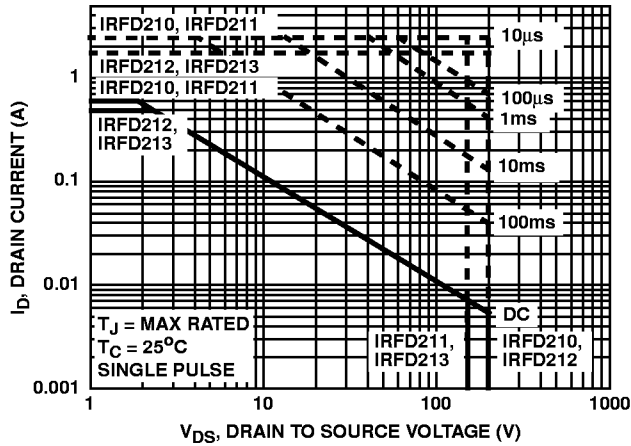 IRFD210, IRFD211
10μs
IRFD212, IRFD213
IRFD210, IRFD211
100μs
1ms
IRFD212,
IRFD213
10ms
100ms
DC
TJ = MAX RATED
TC = 25°C
SINGLE PULSE
IRFD211,
IRFD213
IRFD210,
IRFD212
10
1
0.1
0.01
0.001
ID, DRAIN CURRENT (A)
1
10
100
1000
VDS, DRAIN TO SOURCE VOLTAGE (V)